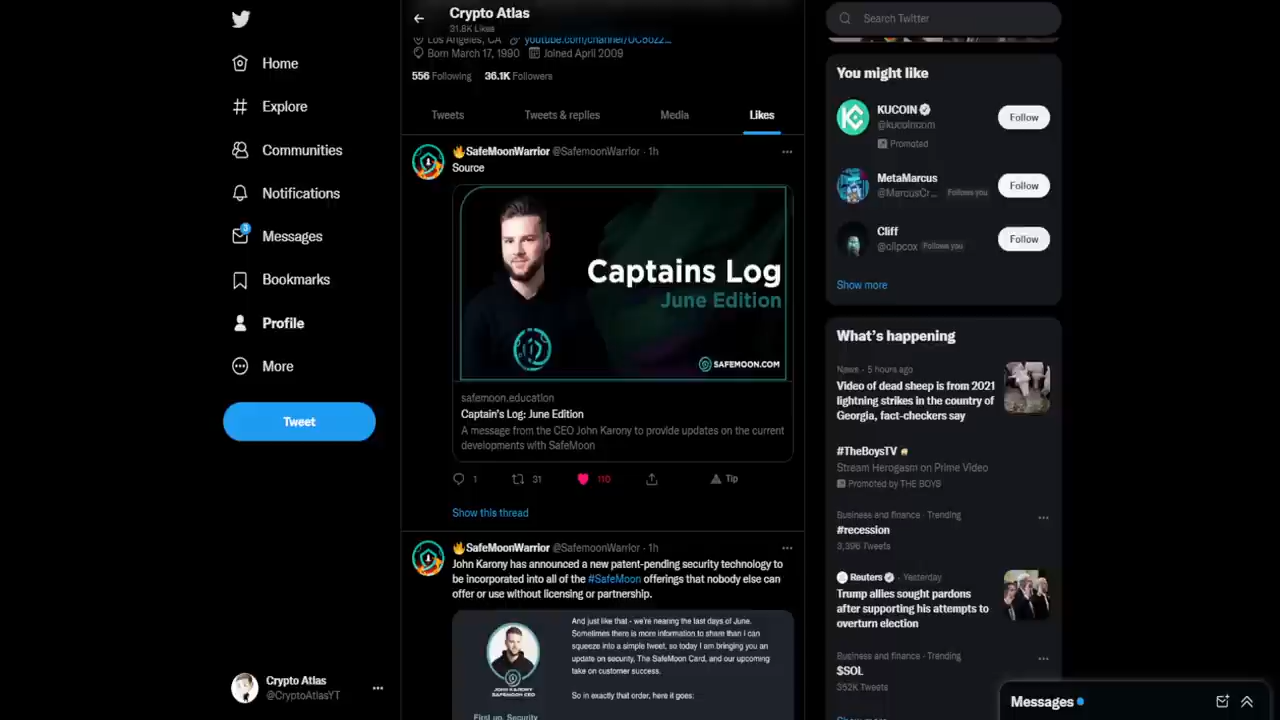 Home
Explore
Communities
Notifications
3
Messages
Bookmarks
Profile
More
Tweet
Crypto Atlas
@CryptoAtlasYT
Crypto Atlas
31.8K Likes
Los Angeles, CA
Born March 17, 1990 Joined April 2009
556 Following 36.1K Followers
Tweets Tweets & replies Media Likes
SafeMoonWarrior @SafemoonWarrior · 1h
Source
Captains Log
June Edition
SAFEMOON.COM
safemoon.education
Captain's Log: June Edition
A message from the CEO John Karony to provide updates on the current
developments with SafeMoon
1 31 110 Tip
Show this thread
SafeMoonWarrior @SafemoonWarrior · 1h
John Karony has announced a new patent-pending security technology to
be incorporated into all of the #SafeMoon offerings that nobody else can
offer or use without licensing or partnership.
JOHN KARONY
SAFEMOON CEO
And just like that - we're nearing the last days of June.
Sometimes there is more information to share than I can
squeeze into a simple tweet, so today I am bringing you an
update on security, The SafeMoon Card, and our upcoming
take on customer success.
So in exactly that order, here it goes:
First up, Security
Search Twitter
You might like
KUCOIN
@kucoincom
Promoted
Follow
MetaMarcus
@MarcusCr... Follows you
Follow
Cliff
@cilpcox Follows you
Follow
Show more
What's happening
News · 5 hours ago
Video of dead sheep is from 2021
lightning strikes in the country of
Georgia, fact-checkers say
#TheBoysTV
Stream Herogasm on Prime Video
Promoted by THE BOYS
Business and finance · Trending
#recession
3,396 Tweets
Reuters · Yesterday
Trump allies sought pardons
after supporting his attempts to
overturn election
Business and finance · Trending
$SOL
352K Tweets
Messages